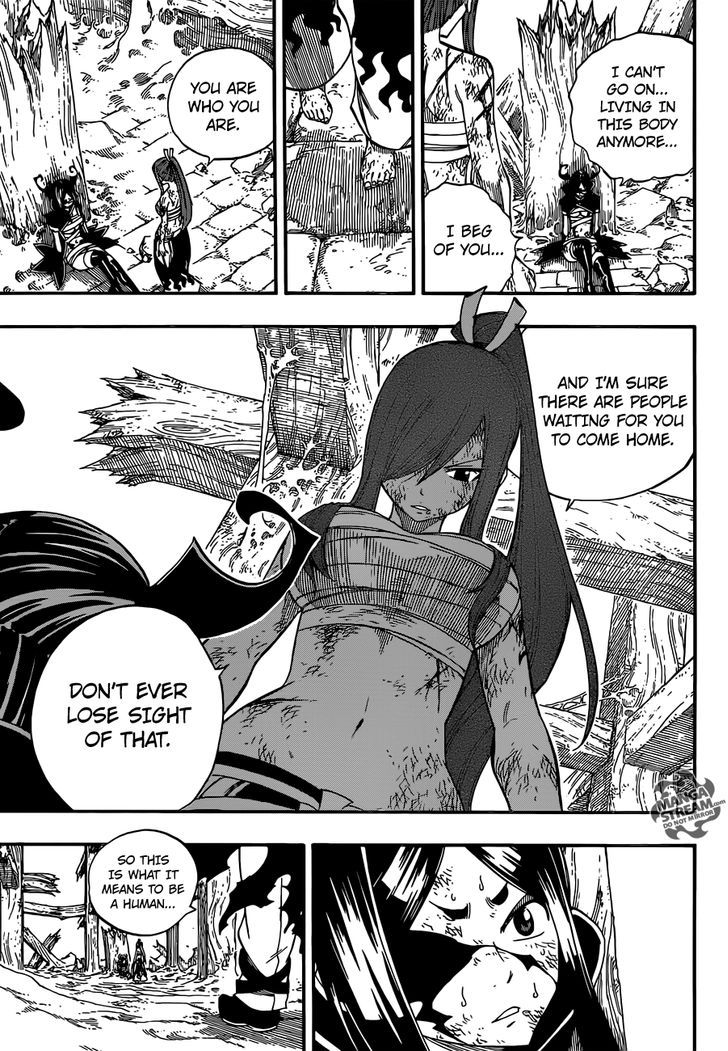 I CAN'T
GO ON...
LIVING IN
THIS BODY
ANYMORE...
I BEG
OF YOU...
YOU ARE
WHO YOU
ARE.
AND I'M SURE
THERE ARE PEOPLE
WAITING FOR YOU
TO COME HOME.
DON'T EVER
LOSE SIGHT
OF THAT.
MANGA
STREAM.com
DO NOT MIRROR
SO THIS
IS WHAT IT
MEANS TO BE
A HUMAN...